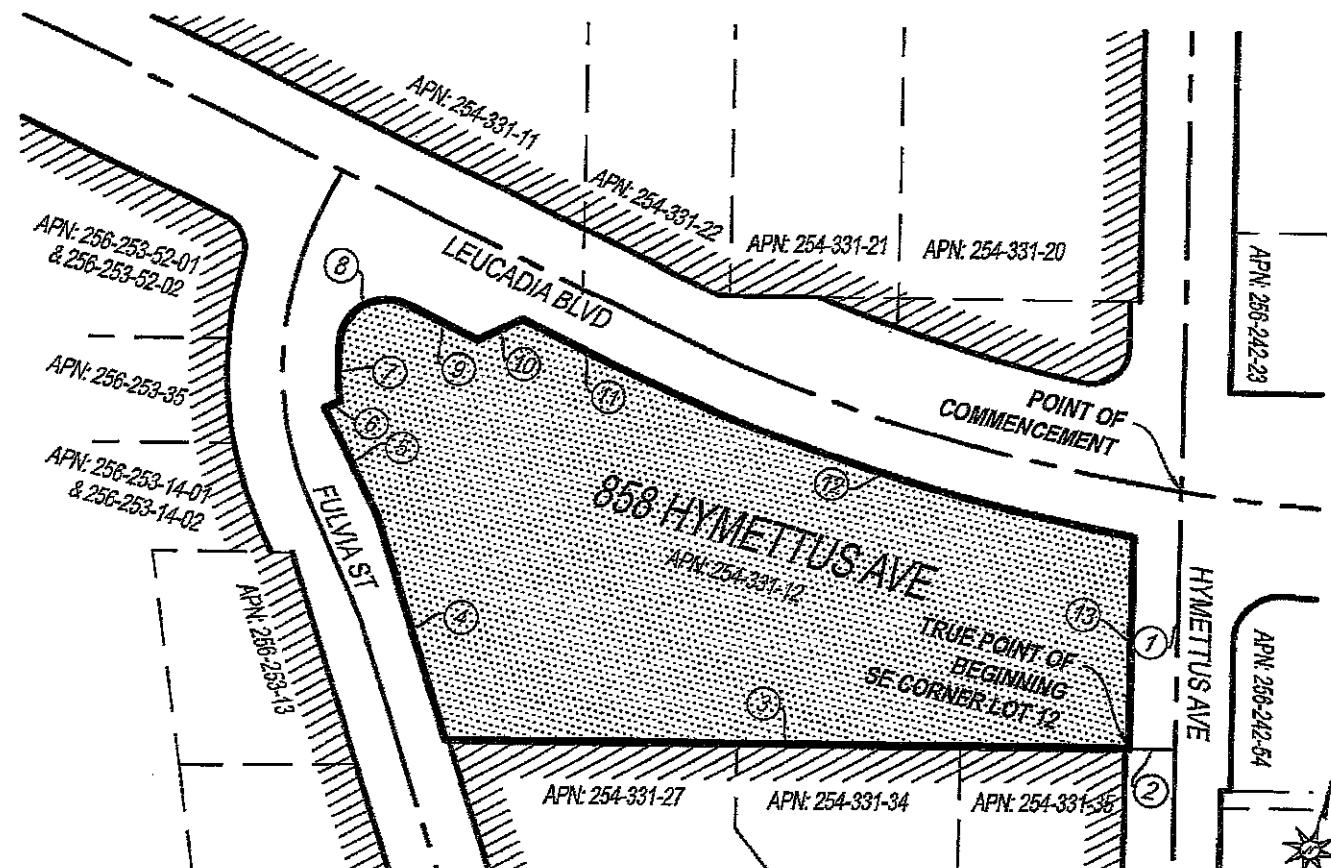 APN: 254-331-11
APN: 254-331-22
APN: 254-331-21
APN: 254-331-20
APN: 256-253-52-01
& 256-253-52-02
APN: 256-242-23
LEUCADIA BLVD
8
APN: 256-253-35
7
9
10
11
POINT OF
COMMENCEMENT
6
5
APN: 256-253-14-01
& 256-253-14-02
12
FULVIA ST
858 HYMETTUS AVE
APN: 254-331-12
HYMETTUS AVE
APN: 256-253-13
4
13
1
TRUE POINT OF
BEGINNING
SE CORNER LOT 12
APN: 256-242-54
3
2
APN: 254-331-27
APN: 254-331-34
APN: 254-331-35